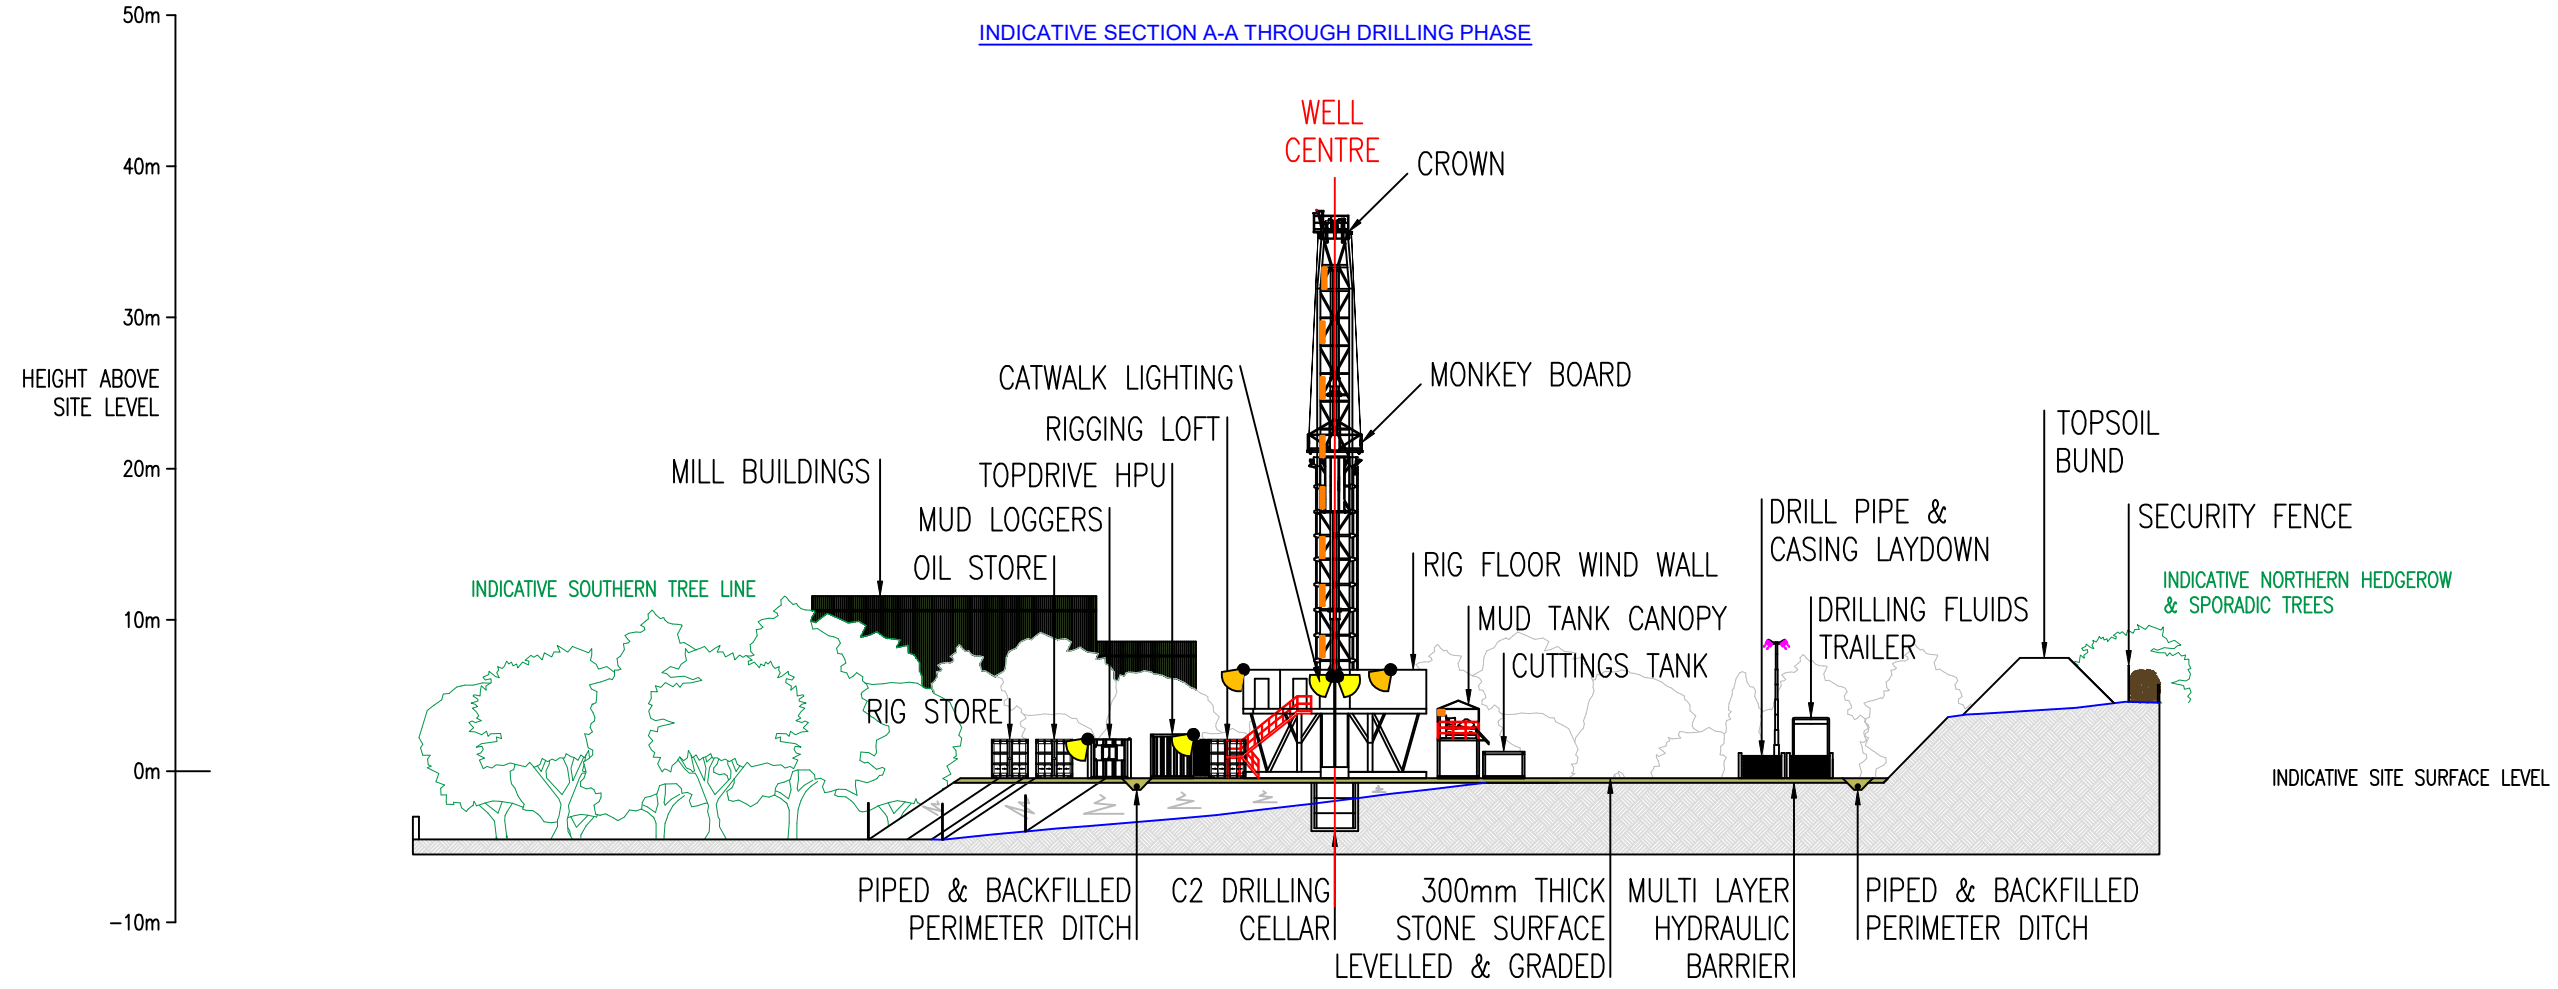 50m
INDICATIVE SECTION A-A THROUGH DRILLING PHASE
WELL
CENTRE
40m
CROWN
30m
HEIGHT ABOVE
SITE LEVEL
CATWALK LIGHTING
MONKEY BOARD
RIGGING LOFT
TOPSOIL
BUND
20m
MILL BUILDINGS
TOPDRIVE HPU
MUD LOGGERS
DRILL PIPE &
CASING LAYDOWN
SECURITY FENCE
OIL STORE
RIG FLOOR WIND WALL
INDICATIVE SOUTHERN TREE LINE
INDICATIVE NORTHERN HEDGEROW
& SPORADIC TREES
10m
MUD TANK CANOPY
DRILLING FLUIDS
TRAILER
CUTTINGS TANK
RIG STORE
0m
INDICATIVE SITE SURFACE LEVEL
PIPED & BACKFILLED
PERIMETER DITCH
C2 DRILLING
CELLAR
300mm THICK
STONE SURFACE
LEVELLED & GRADED
MULTI LAYER
HYDRAULIC
BARRIER
PIPED & BACKFILLED
PERIMETER DITCH
-10m